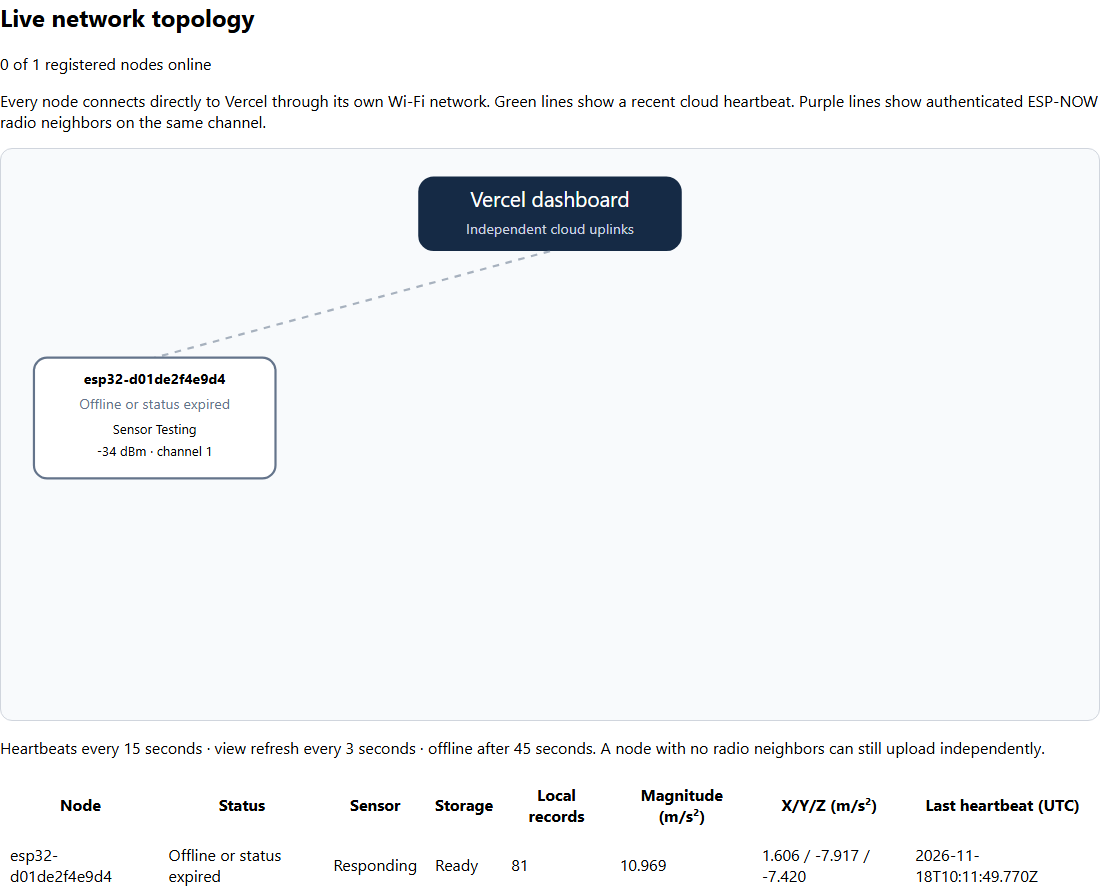 Live network topology
0 of 1 registered nodes online
Every node connects directly to Vercel through its own Wi-Fi network. Green lines show a recent cloud heartbeat. Purple lines show authenticated ESP-NOW
radio neighbors on the same channel.
Vercel dashboard
Independent cloud uplinks
esp32-d01de2f4e9d4
Offline or status expired
Sensor Testing
-34 dBm · channel 1
Heartbeats every 15 seconds · view refresh every 3 seconds · offline after 45 seconds. A node with no radio neighbors can still upload independently.
Node Status Sensor Storage Local records Magnitude (m/s²) X/Y/Z (m/s²) Last heartbeat (UTC)
esp32-d01de2f4e9d4 Offline or status expired Responding Ready 81 10.969 1.606 / -7.917 / -7.420 2026-11-18T10:11:49.770Z